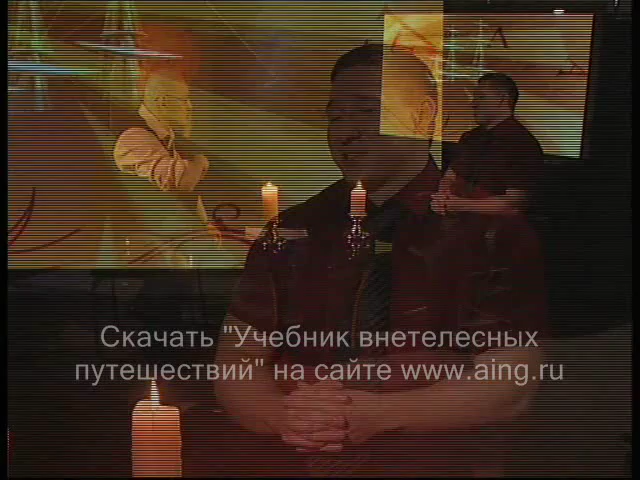 Скачать "Учебник внетелесных
путешествий" на сайте www.aing.ru